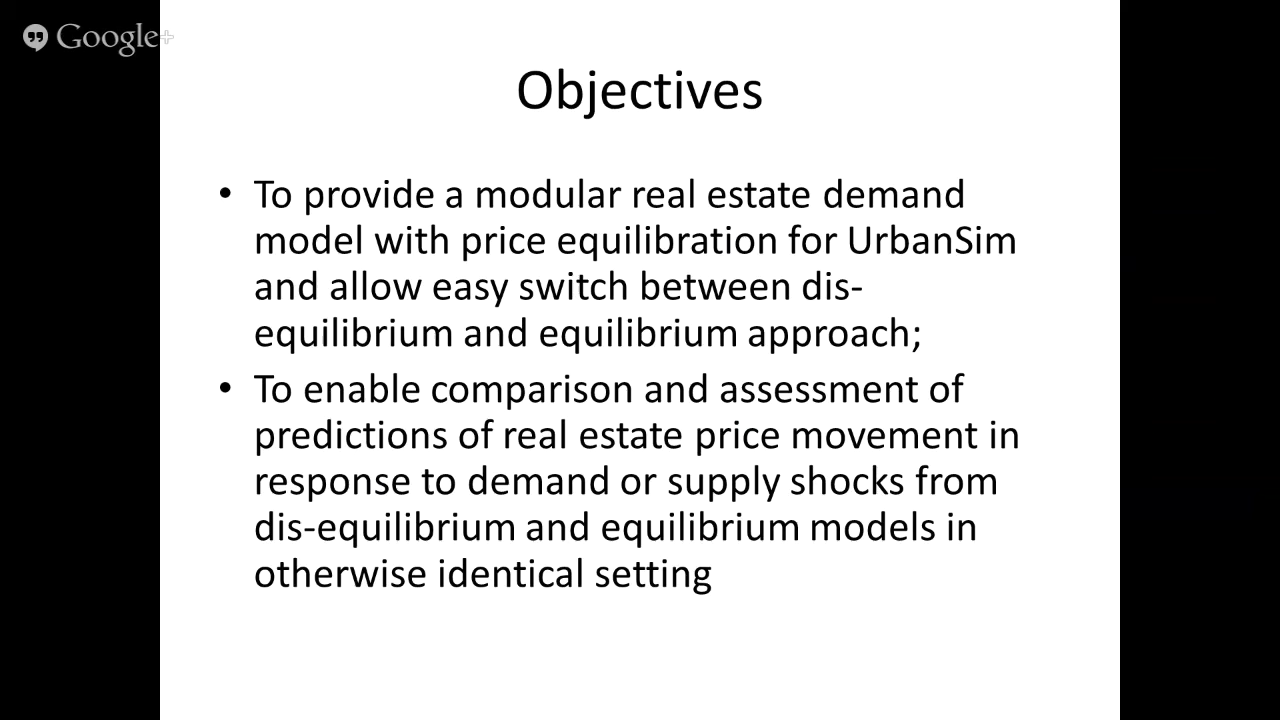 Google+
Objectives
• To provide a modular real estate demand
model with price equilibration for UrbanSim
and allow easy switch between dis-
equilibrium and equilibrium approach;
• To enable comparison and assessment of
predictions of real estate price movement in
response to demand or supply shocks from
dis-equilibrium and equilibrium models in
otherwise identical setting